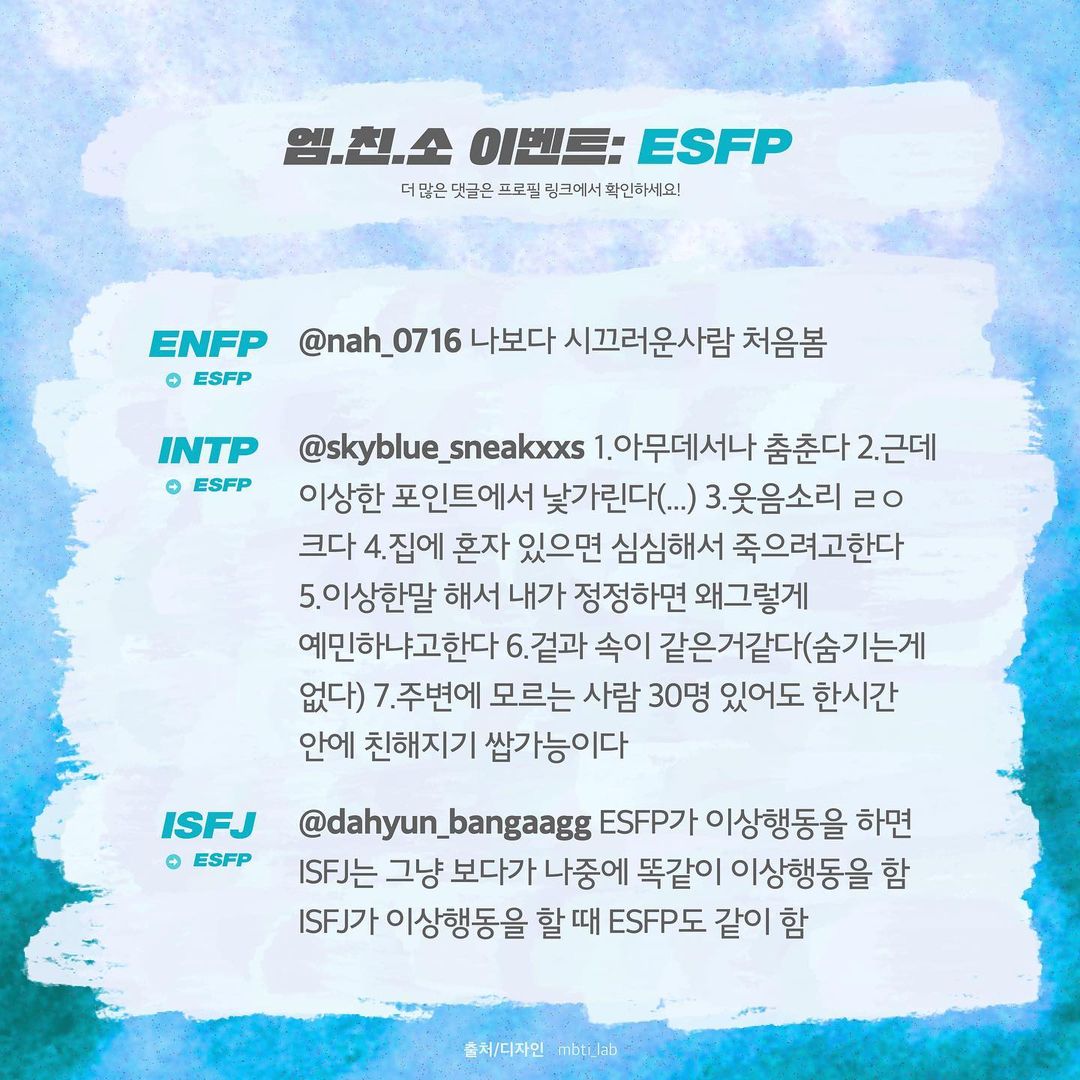 엠.친.소 이벤트: ESFP
더 많은 댓글은 프로필 링크에서 확인하세요!
ENFP @nah_0716 나보다 시끄러운사람 처음봄
ESFP
INTP @skyblue_sneakxxs 1.아무데서나 춤춘다 2.근데
ESFP 이상한 포인트에서 낯가린다(...) 3.웃음소리 ㄹㅇ
크다 4.집에 혼자 있으면 심심해서 죽으려고한다
5.이상한말 해서 내가 정정하면 왜그렇게
예민하냐고한다 6.겉과 속이 같은거같다(숨기는게
없다) 7.주변에 모르는 사람 30명 있어도 한시간
안에 친해지기 쌉가능이다
ISFJ @dahyun_bangaagg ESFP가 이상행동을 하면
ESFP ISFJ는 그냥 보다가 나중에 똑같이 이상행동을 함
ISFJ가 이상행동을 할 때 ESFP도 같이 함
출처/디자인 mbti_lab